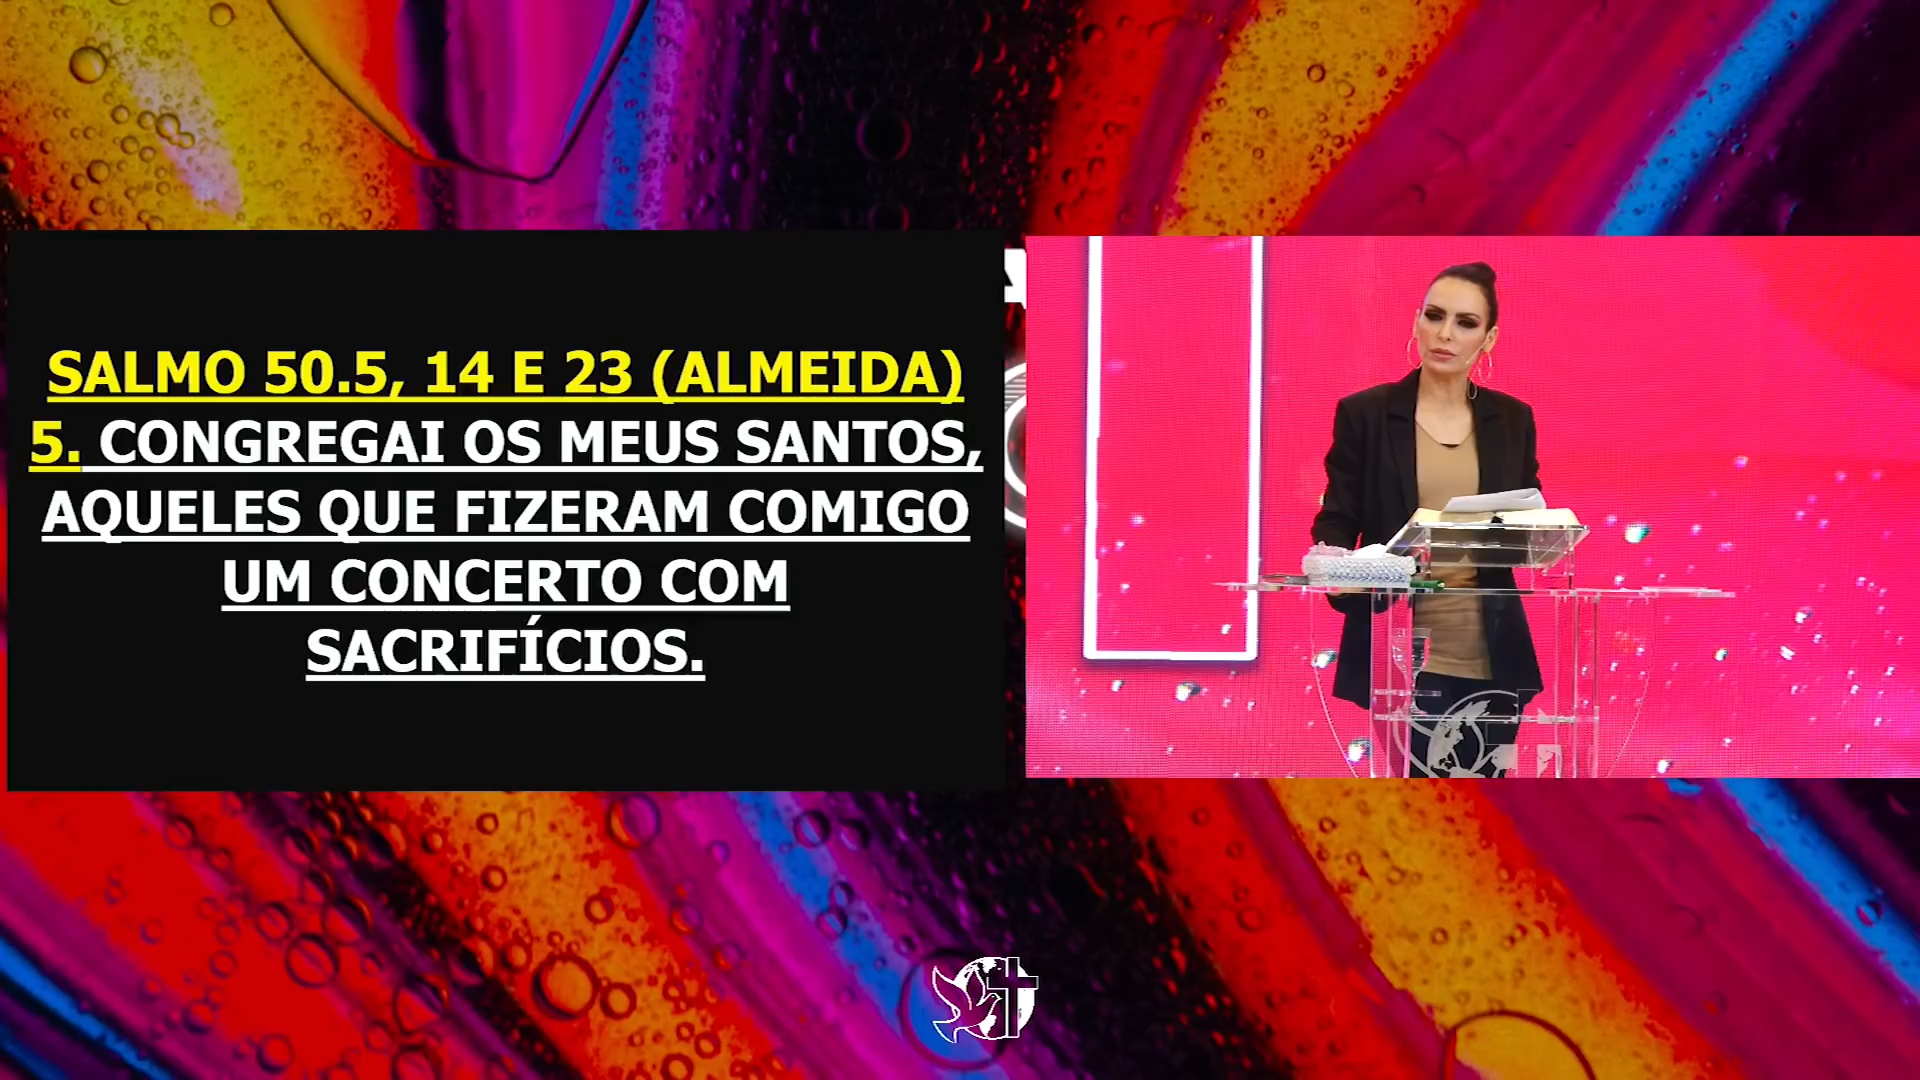 SALMO 50.5, 14 E 23 (ALMEIDA)
5. CONGREGAI OS MEUS SANTOS,
AQUELES QUE FIZERAM COMIGO
UM CONCERTO COM
SACRIFÍCIOS.